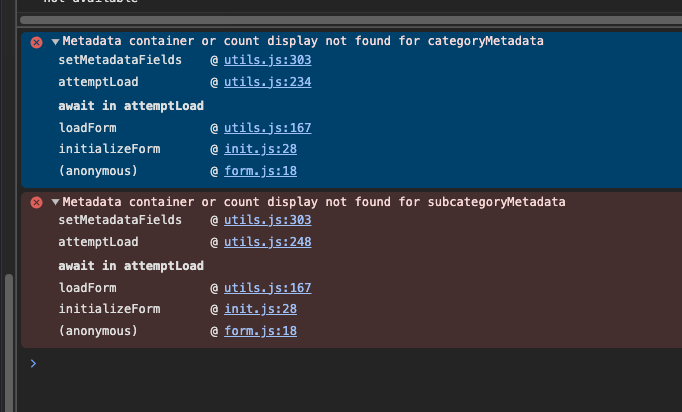 not available
Metadata container or count display not found for categoryMetadata
setMetadataFields @ utils.js:303
attemptLoad @ utils.js:234
await in attemptLoad
loadForm @ utils.js:167
initializeForm @ init.js:28
(anonymous) @ form.js:18
Metadata container or count display not found for subcategoryMetadata
setMetadataFields @ utils.js:303
attemptLoad @ utils.js:248
await in attemptLoad
loadForm @ utils.js:167
initializeForm @ init.js:28
(anonymous) @ form.js:18